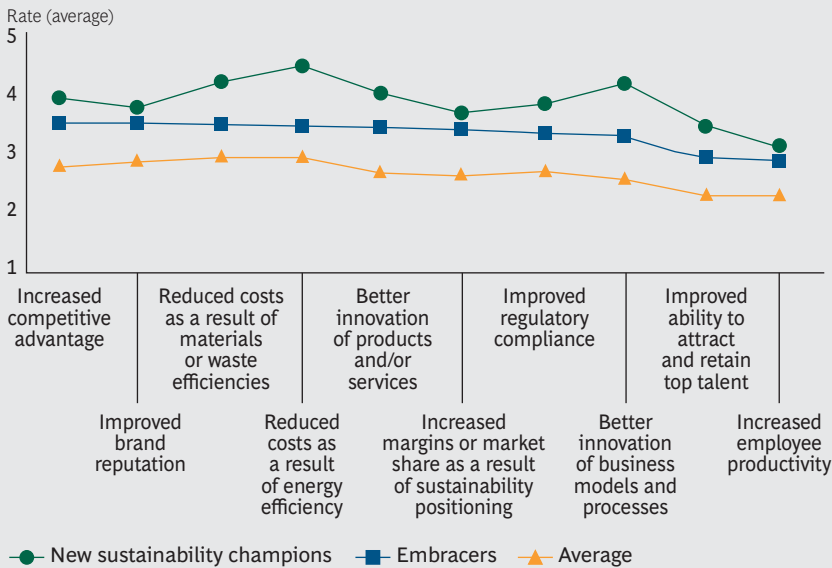 Rate (average)
5
4
3
2
1
Increased
competitive
advantage
Improved
brand
reputation
Reduced costs
as a result of
materials
or waste
efficiencies
Reduced
costs as
a result
of energy
efficiency
Better
innovation
of products
and/or
services
Increased
margins or market
share as a result
of sustainability
positioning
Improved
regulatory
compliance
Better
innovation
of business
models and
processes
Improved
ability to
attract
and retain
top talent
Increased
employee
productivity
New sustainability champions
Embracers
Average